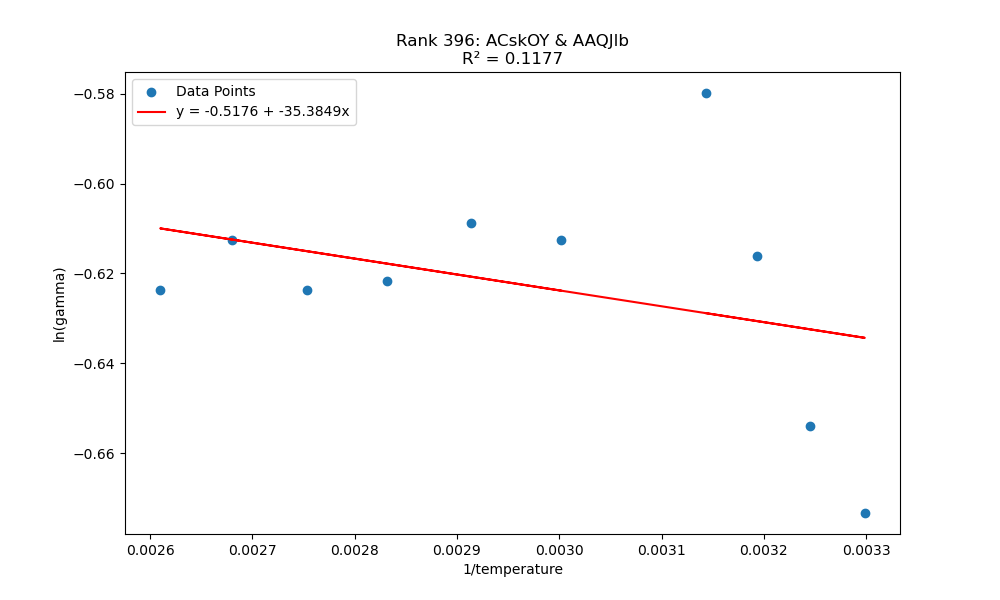 Rank 396: ACskOY & AAQJlb
R² = 0.1177
Data Points
y = -0.5176 + -35.3849x
ln(gamma)
−0.58
−0.60
−0.62
−0.64
−0.66
0.0026 0.0027 0.0028 0.0029 0.0030 0.0031 0.0032 0.0033
1/temperature